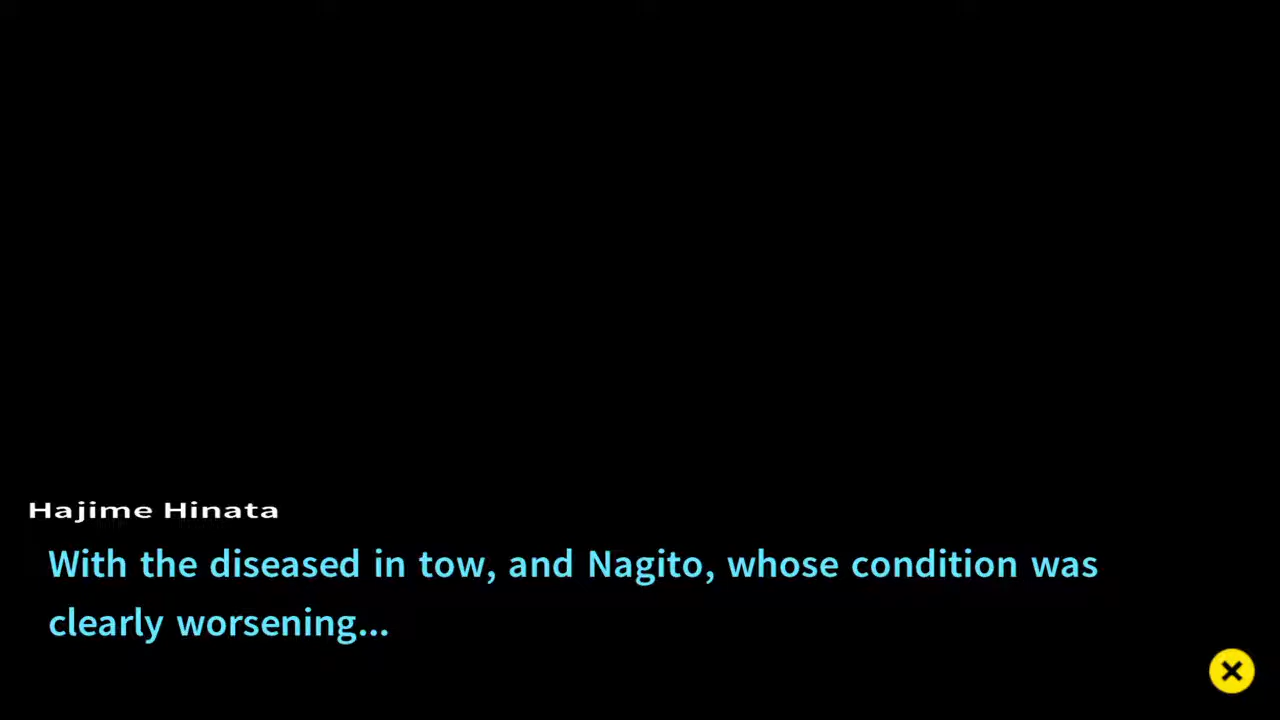 Hajime Hinata
With the diseased in tow, and Nagito, whose condition was
clearly worsening...